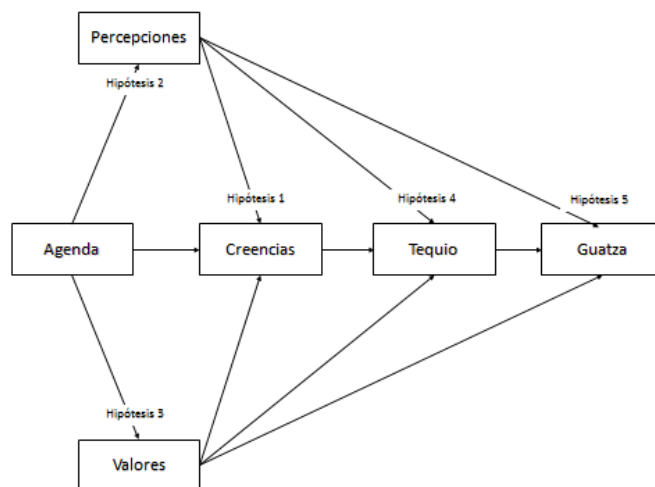 Percepciones
Hipótesis 2
Hipótesis 1
Hipótesis 4
Hipótesis 5
Agenda
Creencias
Tequio
Guatza
Hipótesis 3
Valores